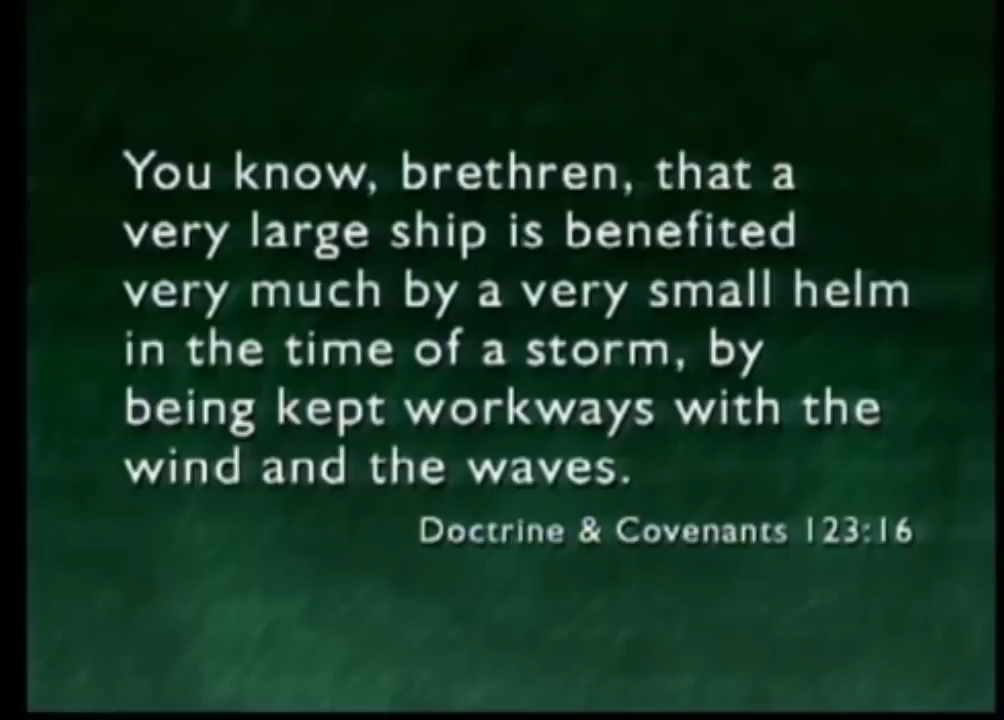 You know, brethren, that a
very large ship is benefited
very much by a very small helm
in the time of a storm, by
being kept workways with the
wind and the waves.
Doctrine & Covenants 123:16